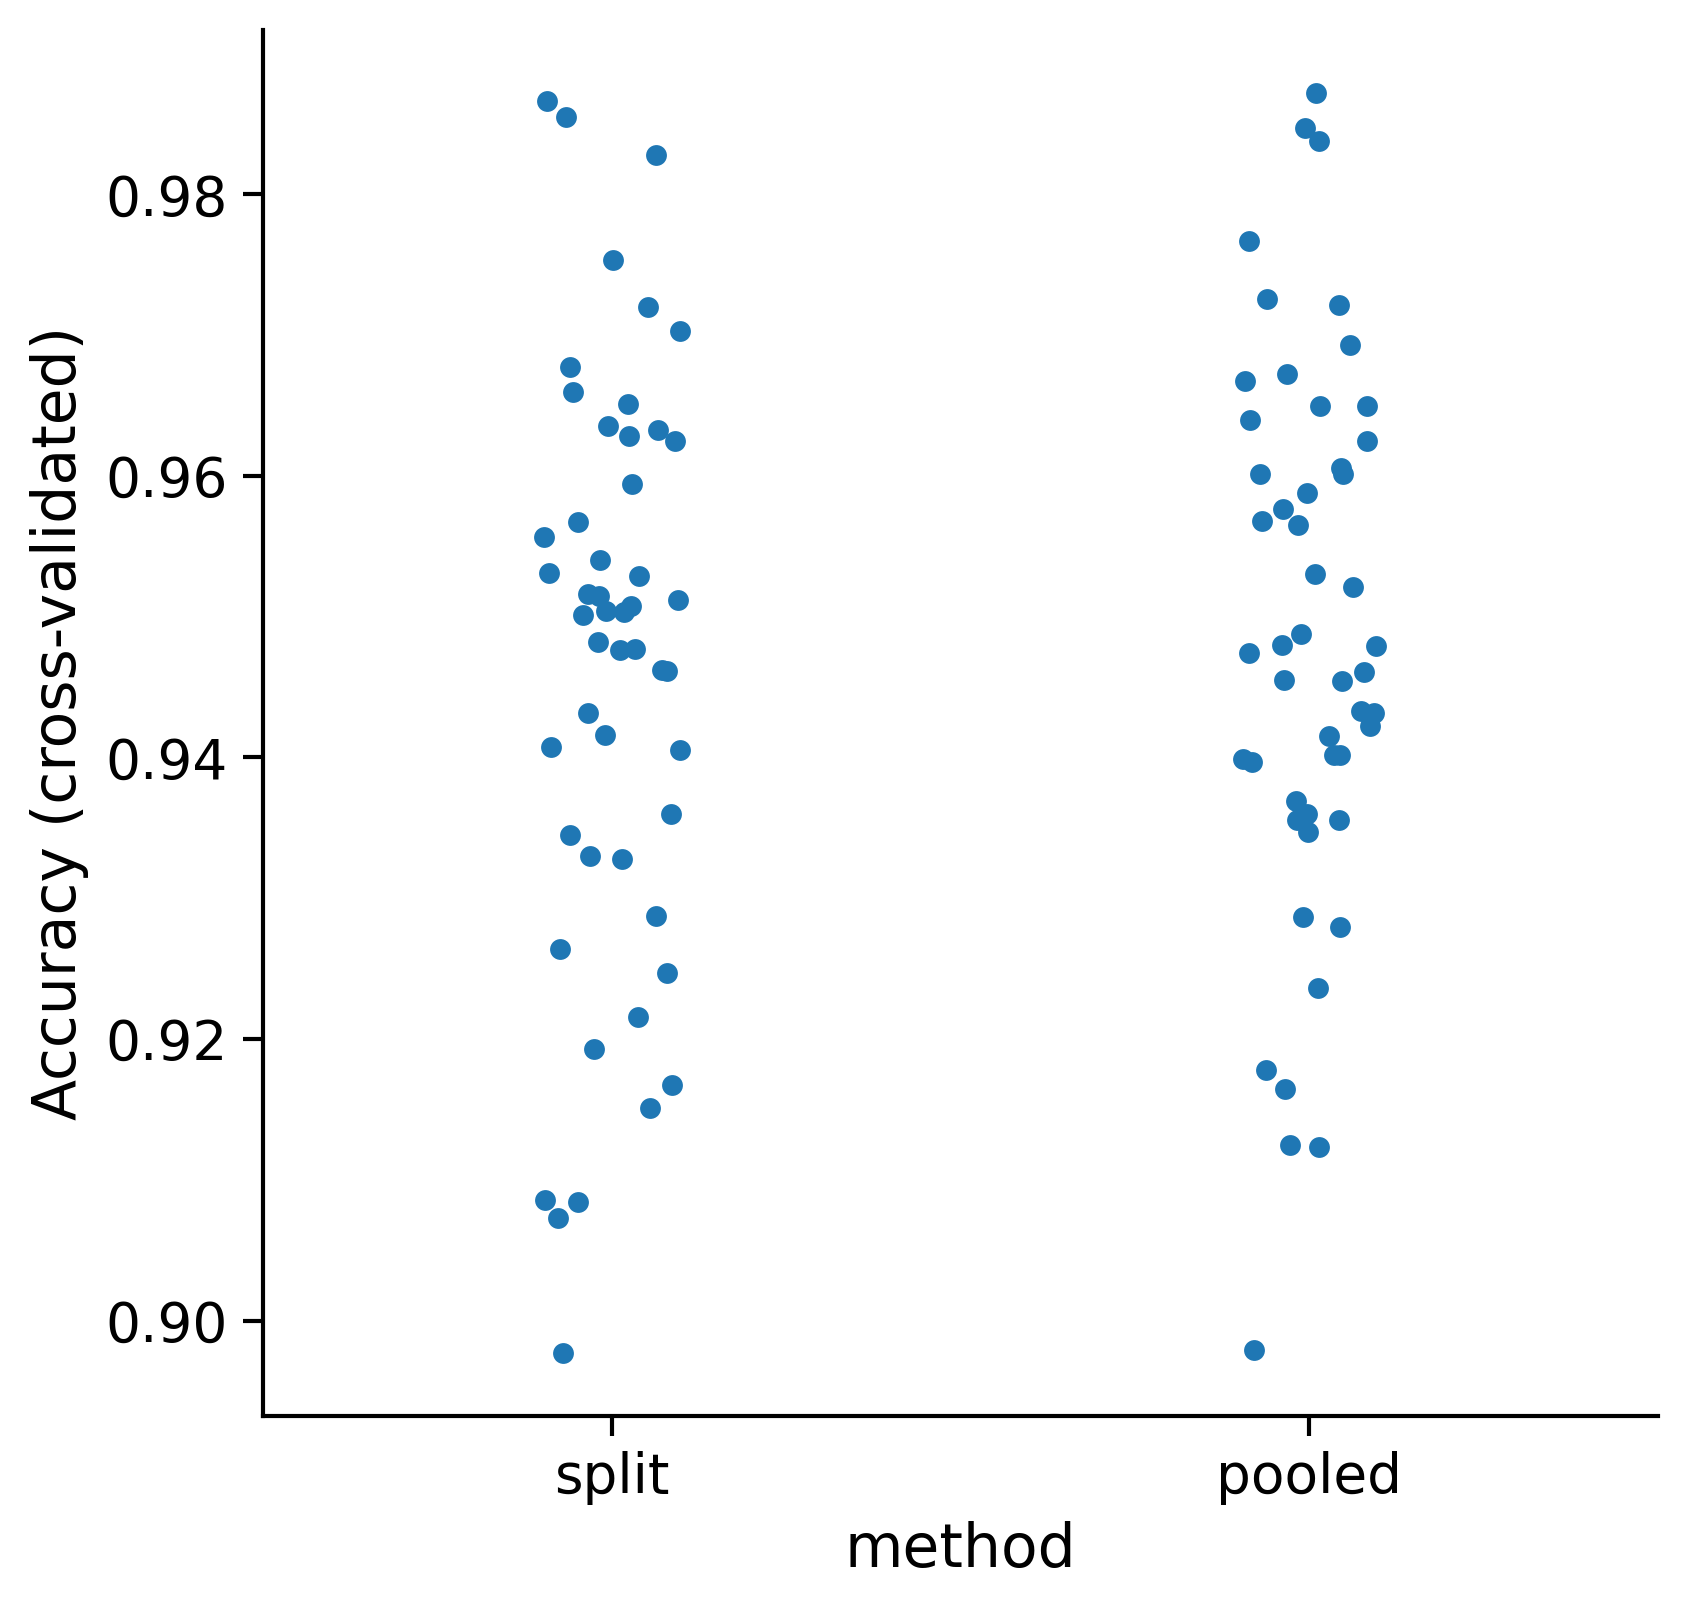 Accuracy (cross-validated)
0.98
0.96
0.94
0.92
0.90
split
pooled
method